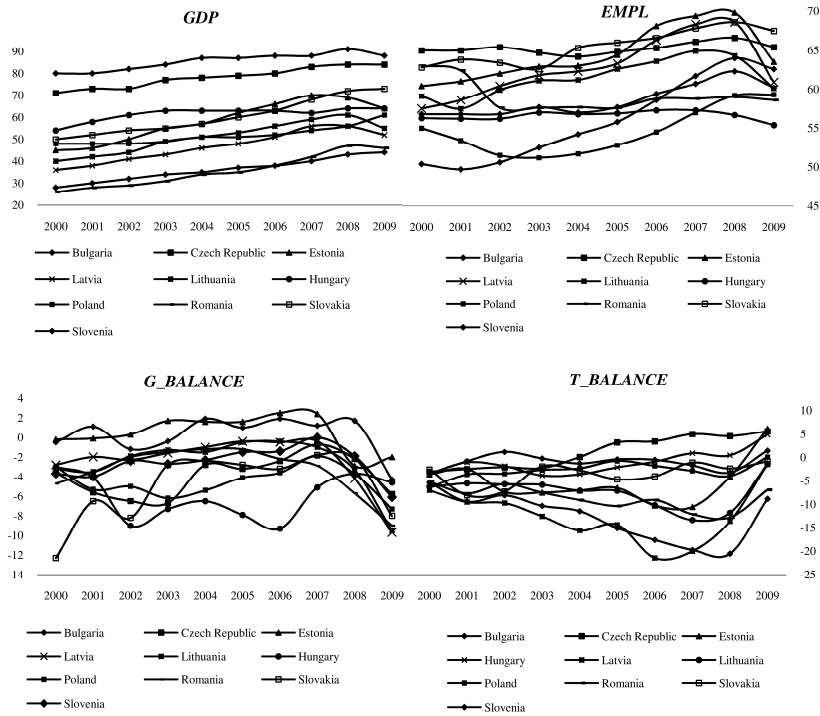 GDP
90
80
70
60
50
40
30
20
2000 2001 2002 2003 2004 2005 2006 2007 2008 2009
Bulgaria Czech Republic Estonia
Latvia Lithuania Hungary
Poland Romania Slovakia
Slovenia
EMPL
70
65
60
55
50
45
2000 2001 2002 2003 2004 2005 2006 2007 2008 2009
Bulgaria Czech Republic Estonia
Latvia Lithuania Hungary
Poland Romania Slovakia
Slovenia
G_BALANCE
4
2
0
-2
-4
-6
-8
-10
-12
14
2000 2001 2002 2003 2004 2005 2006 2007 2008 2009
Bulgaria Czech Republic Estonia
Latvia Lithuania Hungary
Poland Romania Slovakia
Slovenia
T_BALANCE
10
5
0
-5
-10
-15
-20
-25
2000 2001 2002 2003 2004 2005 2006 2007 2008 2009
Bulgaria Czech Republic Estonia
Hungary Latvia Lithuania
Poland Romania Slovakia
Slovenia